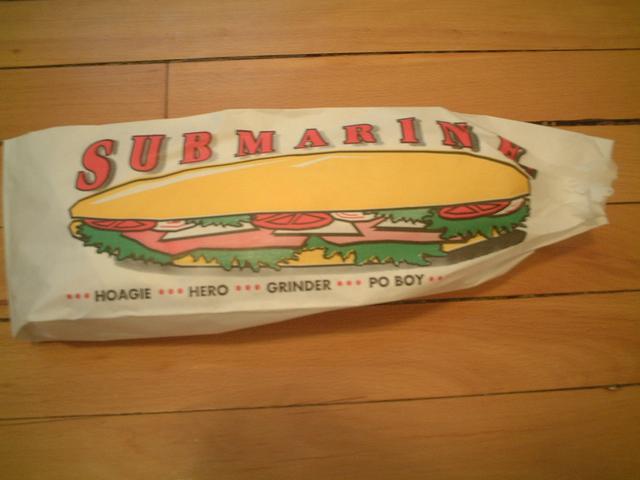 SUBMARINE
••• HOAGIE ••• HERO ••• GRINDER ••• PO BOY ••